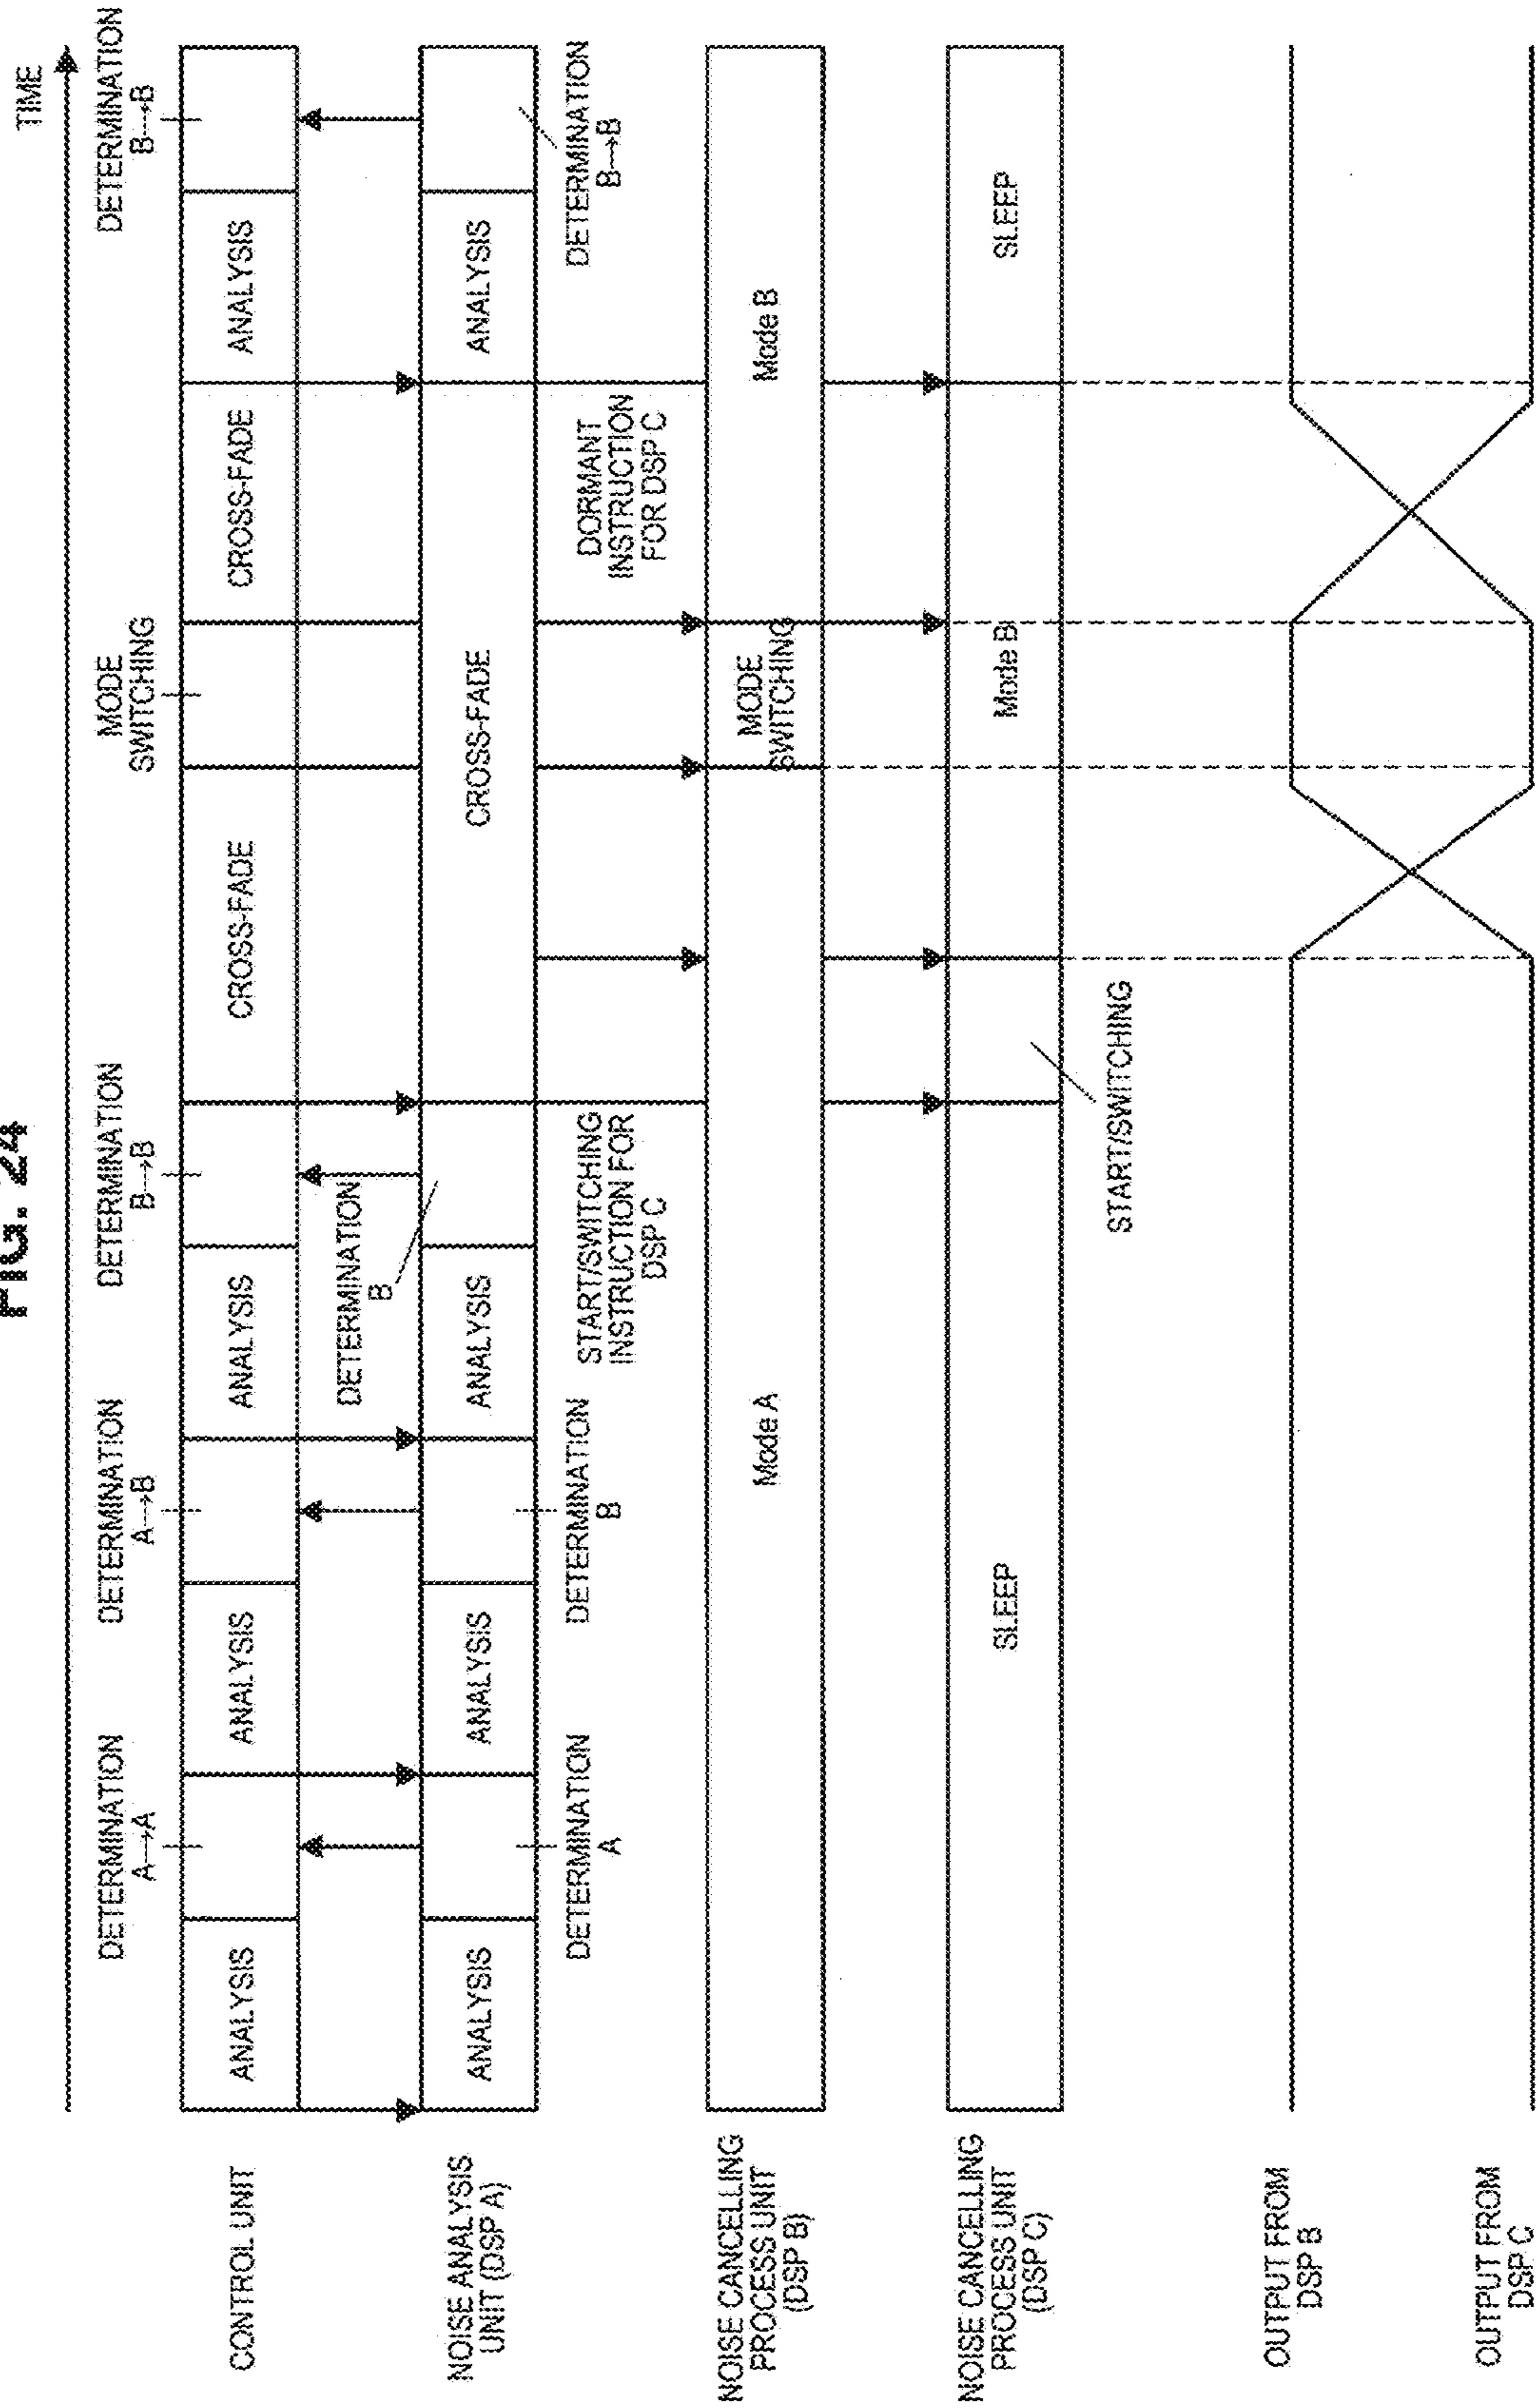 FIG. 24
TIME
DETERMINATION
A→A
DETERMINATION
A→B
DETERMINATION
B→B
MODE
SWITCHING
DETERMINATION
B→B
CONTROL UNIT
ANALYSIS
ANALYSIS
ANALYSIS
CROSS-FADE
CROSS-FADE
ANALYSIS
DETERMINATION
B
NOISE ANALYSIS
UNIT (DSP A)
ANALYSIS
ANALYSIS
ANALYSIS
CROSS-FADE
ANALYSIS
DETERMINATION
A
DETERMINATION
B
START/SWITCHING
INSTRUCTION FOR
DSP C
DORMANT
INSTRUCTION
FOR DSP C
DETERMINATION
B→B
NOISE CANCELLING
PROCESS UNIT
(DSP B)
Mode A
MODE
SWITCHING
Mode B
NOISE CANCELLING
PROCESS UNIT
(DSP C)
SLEEP
Mode B
SLEEP
START/SWITCHING
OUTPUT FROM
DSP B
OUTPUT FROM
DSP C